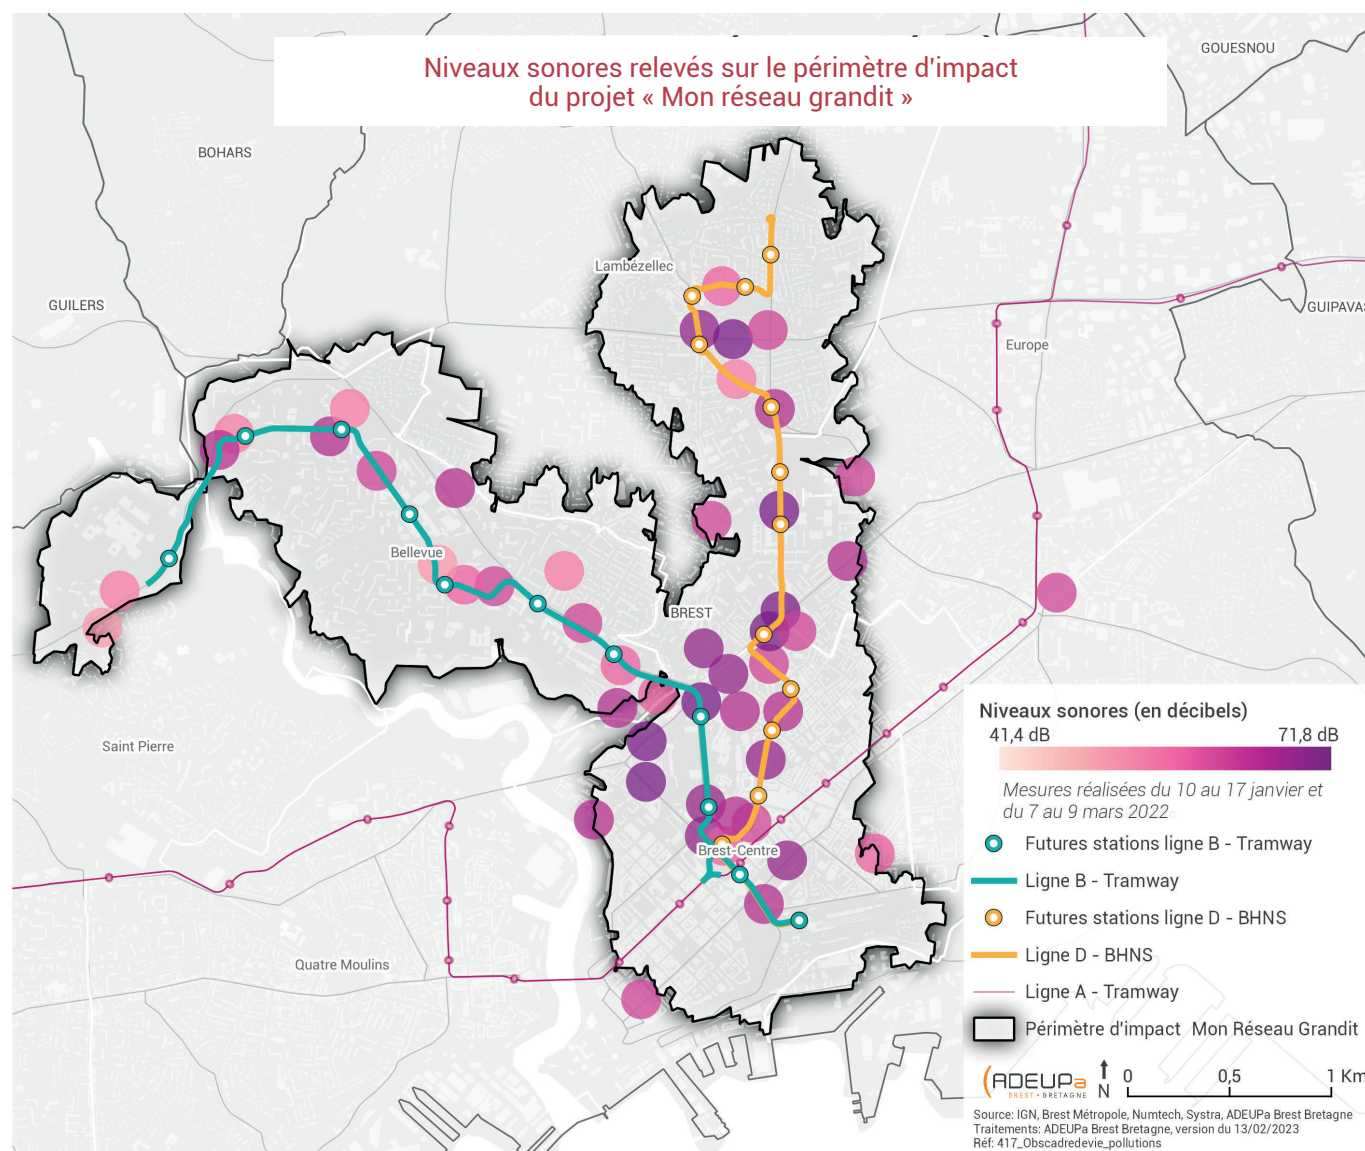 Niveaux sonores relevés sur le périmètre d'impact
du projet « Mon réseau grandit »
GOUESNOU
BOHARS
Lambézellec
GUILERS
GUIPAVAS
Europe
Bellevue
BREST
Saint Pierre
Brest-Centre
Quatre Moulins
Niveaux sonores (en décibels)
41,4 dB 71,8 dB
Mesures réalisées du 10 au 17 janvier et
du 7 au 9 mars 2022
Futures stations ligne B - Tramway
Ligne B - Tramway
Futures stations ligne D - BHNS
Ligne D - BHNS
Ligne A - Tramway
Périmètre d'impact Mon Réseau Grandit
ADEUPa
BREST • BRETAGNE
N
0 0,5 1 Km
Source: IGN, Brest Métropole, Numtech, Systra, ADEUPa Brest Bretagne
Traitements: ADEUPa Brest Bretagne, version du 13/02/2023
Réf: 417_Obscadredevie_pollutions